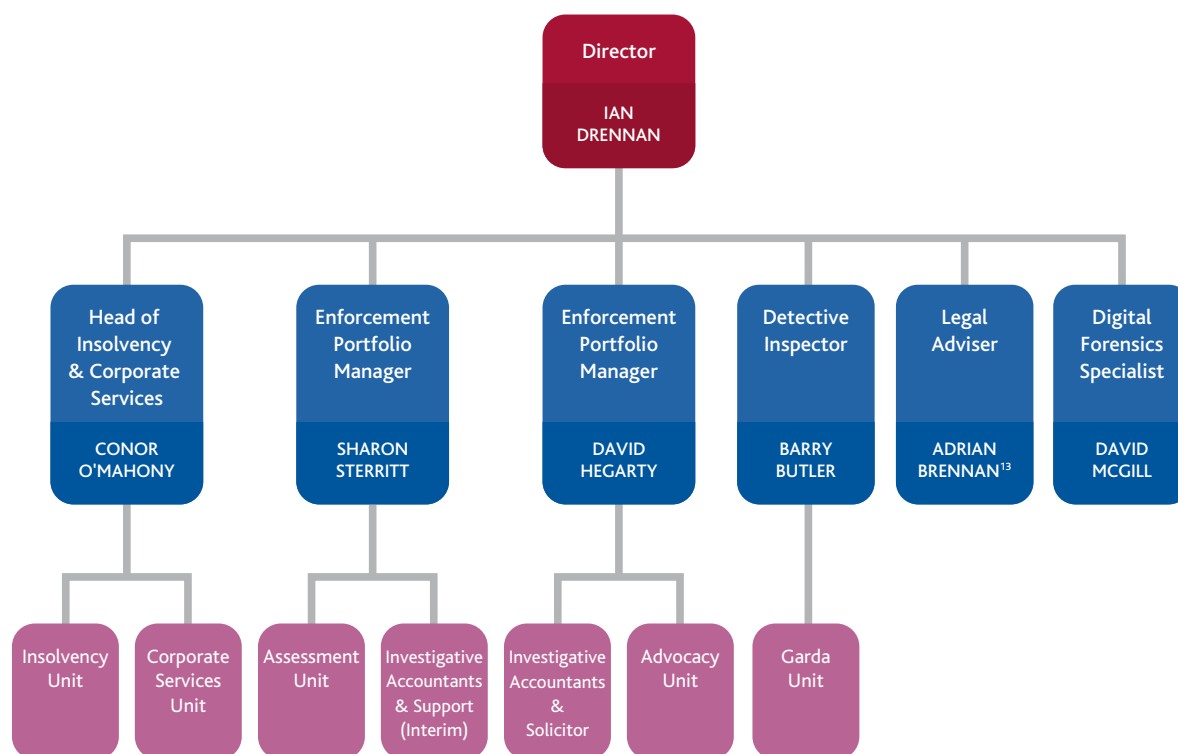 Director
IAN
DRENNAN
Head of
Insolvency
& Corporate
Services
CONOR
O'MAHONY
Enforcement
Portfolio
Manager
SHARON
STERRITT
Enforcement
Portfolio
Manager
DAVID
HEGARTY
Detective
Inspector
BARRY
BUTLER
Legal
Adviser
ADRIAN
BRENNAN¹³
Digital
Forensics
Specialist
DAVID
MCGILL
Insolvency
Unit
Corporate
Services
Unit
Assessment
Unit
Investigative
Accountants
& Support
(Interim)
Investigative
Accountants
&
Solicitor
Advocacy
Unit
Garda
Unit